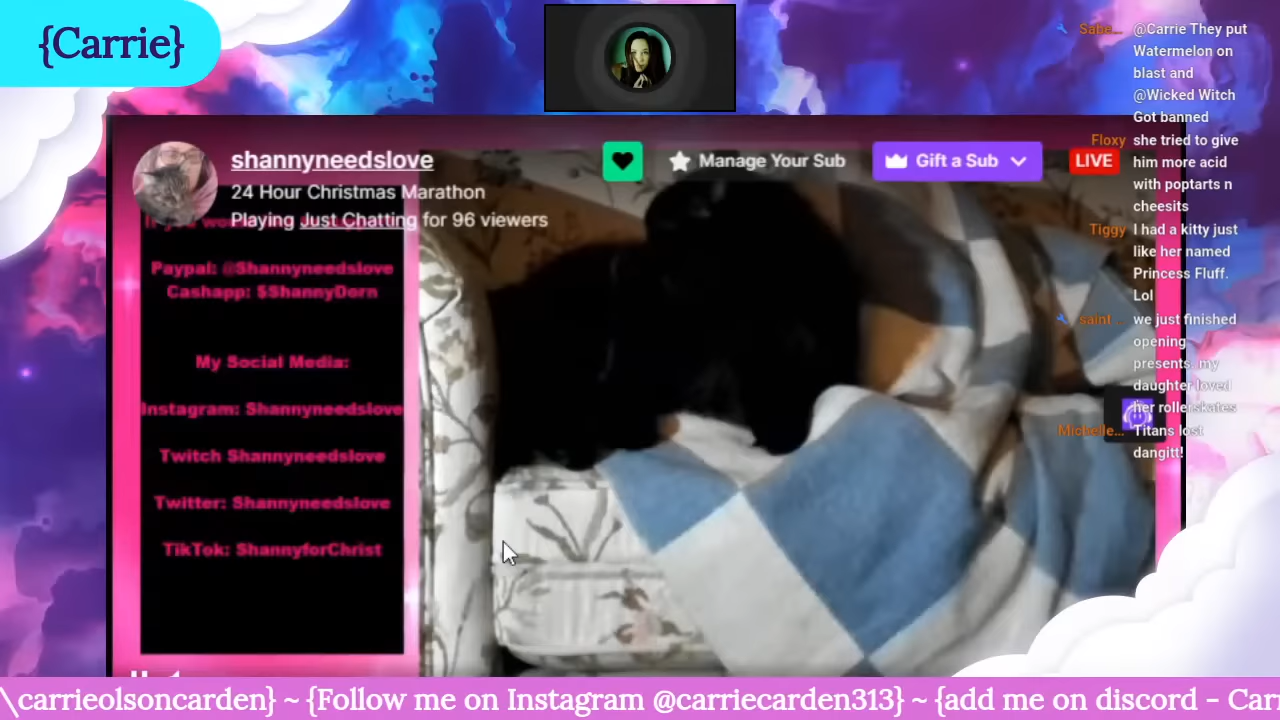 {Carrie}
shannyneedslove
24 Hour Christmas Marathon
Playing Just Chatting for 96 viewers
Manage Your Sub
Gift a Sub
LIVE
Paypal: @Shannyneedslove
Cashapp: $ShannyDorn
My Social Media:
Instagram: Shannyneedslove
Twitch Shannyneedslove
Twitter: Shannyneedslove
TikTok: ShannyforChrist
Sabe... @Carrie They put
Watermelon on
blast and
@Wicked Witch
Got banned
Floxy she tried to give
him more acid
with poptarts n
cheesits
Tiggy I had a kitty just
like her named
Princess Fluff.
Lol
saint ... we just finished
opening
presents. my
daughter loved
her rollerskates
Michelle... Titans lost
dangitt!
\carrieolsoncarden} ~ {Follow me on Instagram @carriecarden313} ~ {add me on discord - Car